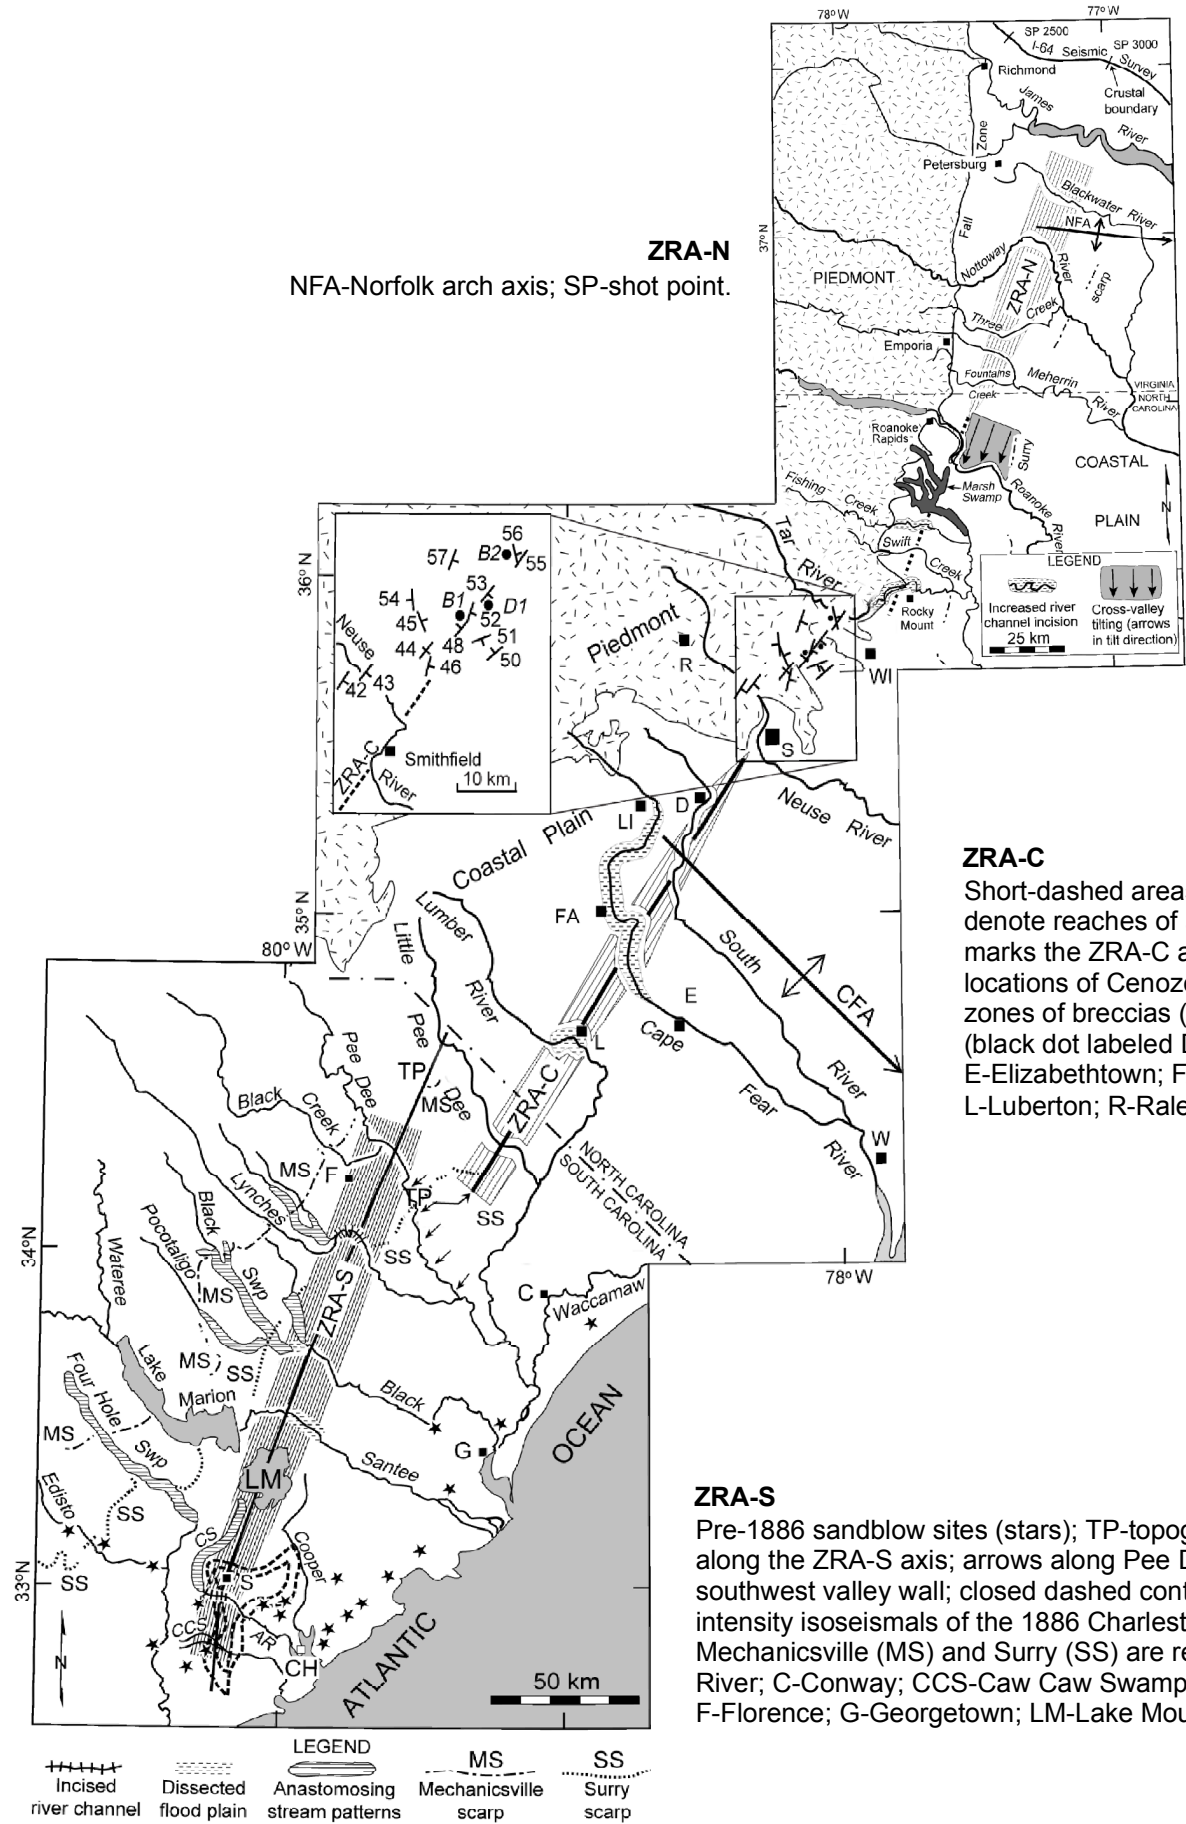 78° W
77° W
SP 2500
I-64 Seismic Survey
SP 3000
Richmond
Crustal
boundary
James
River
Zone
Petersburg
Blackwater River
NFA
37° N
Fall
ZRA-N
NFA-Norfolk arch axis; SP-shot point.
PIEDMONT
Nottoway
River
ZRA-N
scarp
Three Creek
Emporia
Fountains
Creek
Meherrin
River
VIRGINIA
NORTH
CAROLINA
Roanoke
Rapids
Surry
COASTAL
PLAIN
Marsh
Swamp
Roanoke
River
N
Fishing
Creek
Swift
Creek
Rocky
Mount
LEGEND
Increased river
channel incision
25 km
Cross-valley
tilting (arrows
in tilt direction)
36° N
56
57
B2
55
53
54
B1
D1
45
52
48
51
44
50
46
Neuse
42
43
ZRA-C
Smithfield
River
10 km
Tar
River
Piedmont
R
WI
S
LI
D
Neuse River
Coastal Plain
35° N
80° W
FA
Lumber
River
Little
Pee
Dee
South
River
CFA
E
Cape
Fear
River
L
W
ZRA-C
ZRA-C
Short-dashed area
denote reaches of
marks the ZRA-C a
locations of Cenozo
zones of breccias (
(black dot labeled D
E-Elizabethtown; F
L-Luberton; R-Rale
NORTH CAROLINA
SOUTH CAROLINA
78° W
Pee
Dee
TP
MS
Black
Creek
MS
F
TP
SS
SS
Lynches
Black
Swp
Pocotaligo
Wateree
34°N
MS
ZRA-S
C
Waccamaw
Lake
Marion
MS
SS
Four Hole
Swp
MS
Black
Santee
G
OCEAN
LM
Edisto
SS
CS
Cooper
SS
33°N
S
CCS
AR
CH
ATLANTIC
N
50 km
ZRA-S
Pre-1886 sandblow sites (stars); TP-topog
along the ZRA-S axis; arrows along Pee D
southwest valley wall; closed dashed cont
intensity isoseismals of the 1886 Charlest
Mechanicsville (MS) and Surry (SS) are re
River; C-Conway; CCS-Caw Caw Swamp
F-Florence; G-Georgetown; LM-Lake Mou
LEGEND
Incised
river channel
Dissected
flood plain
Anastomosing
stream patterns
MS
Mechanicsville
scarp
SS
Surry
scarp